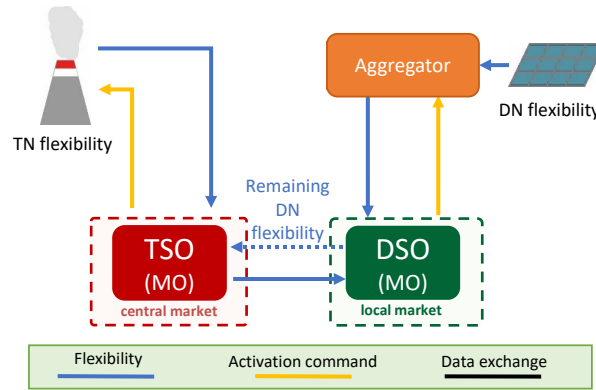 Aggregator
TN flexibility
DN flexibility
Remaining
DN
flexibility
TSO
(MO)
central market
DSO
(MO)
local market
Flexibility
Activation command
Data exchange